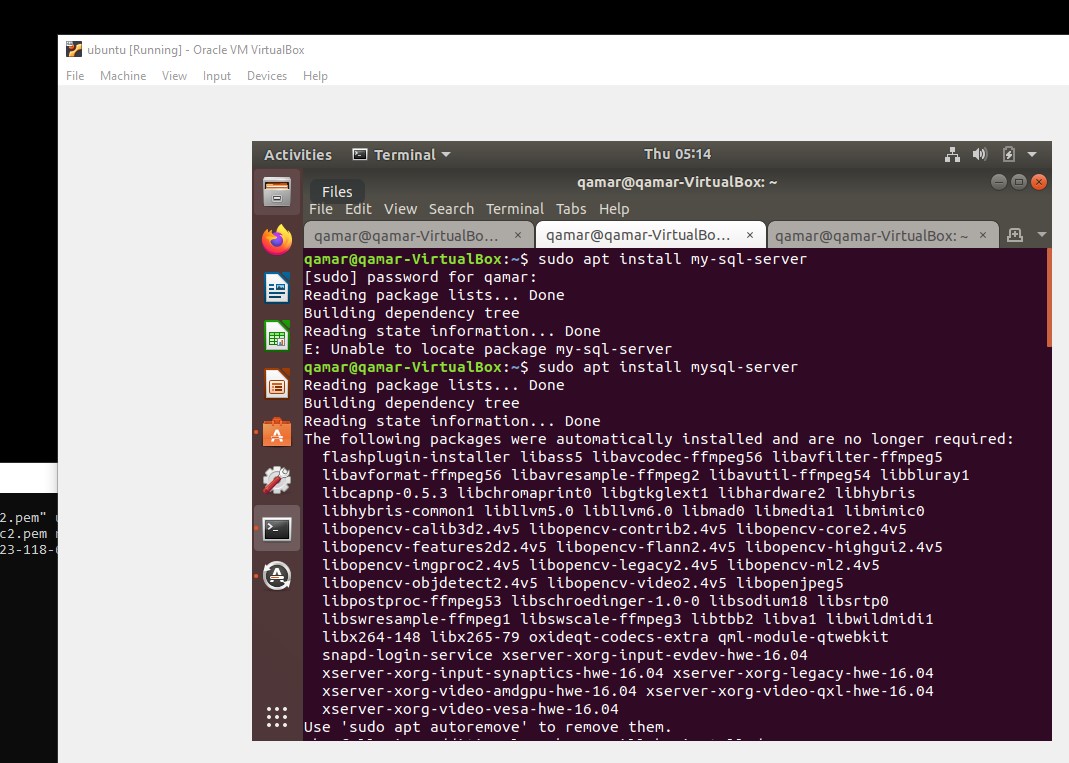 ubuntu [Running] - Oracle VM VirtualBox
File Machine View Input Devices Help
Activities Terminal Thu 05:14
Files
qamar@qamar-VirtualBox: ~
File Edit View Search Terminal Tabs Help
qamar@qamar-VirtualBo... × qamar@qamar-VirtualBo... × qamar@qamar-VirtualBox: ~ ×
qamar@qamar-VirtualBox:~$ sudo apt install my-sql-server
[sudo] password for qamar:
Reading package lists... Done
Building dependency tree
Reading state information... Done
E: Unable to locate package my-sql-server
qamar@qamar-VirtualBox:~$ sudo apt install mysql-server
Reading package lists... Done
Building dependency tree
Reading state information... Done
The following packages were automatically installed and are no longer required:
flashplugin-installer libass5 libavcodec-ffmpeg56 libavfilter-ffmpeg5
libavformat-ffmpeg56 libavresample-ffmpeg2 libavutil-ffmpeg54 libbluray1
libcapnp-0.5.3 libchromaprint0 libgtkglext1 libhardware2 libhybris
libhybris-common1 libllvm5.0 libllvm6.0 libmad0 libmedia1 libmimic0
libopencv-calib3d2.4v5 libopencv-contrib2.4v5 libopencv-core2.4v5
libopencv-features2d2.4v5 libopencv-flann2.4v5 libopencv-highgui2.4v5
libopencv-imgproc2.4v5 libopencv-legacy2.4v5 libopencv-ml2.4v5
libopencv-objdetect2.4v5 libopencv-video2.4v5 libopenjpeg5
libpostproc-ffmpeg53 libschroedinger-1.0-0 libsodium18 libsrtp0
libswresample-ffmpeg1 libswscale-ffmpeg3 libtbb2 libva1 libwildmidi1
libx264-148 libx265-79 oxideqt-codecs-extra qml-module-qtwebkit
snapd-login-service xserver-xorg-input-evdev-hwe-16.04
xserver-xorg-input-synaptics-hwe-16.04 xserver-xorg-legacy-hwe-16.04
xserver-xorg-video-amdgpu-hwe-16.04 xserver-xorg-video-qxl-hwe-16.04
xserver-xorg-video-vesa-hwe-16.04
Use 'sudo apt autoremove' to remove them.
2.pem"
c2.pem
23-118-